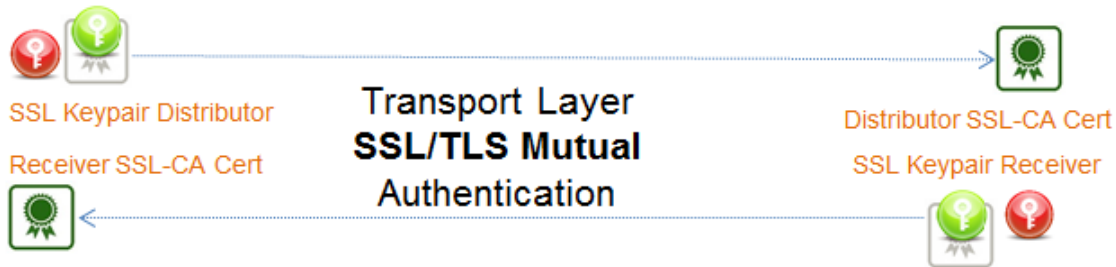 SSL Keypair Distributor
Receiver SSL-CA Cert
Transport Layer
SSL/TLS Mutual
Authentication
Distributor SSL-CA Cert
SSL Keypair Receiver